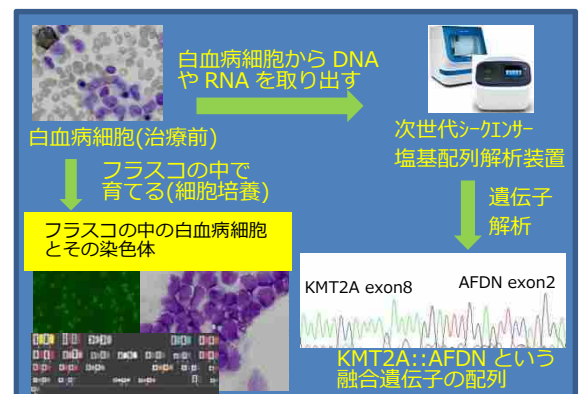 白血病細胞から DNA
や RNA を取り出す
白血病細胞(治療前)
次世代ｼｰｸエﾝサー
塩基配列解析装置
フラスコの中で
育てる(細胞培養)
遺伝子
解析
フラスコの中の白血病細胞
とその染色体
KMT2A exon8
AFDN exon2
KMT2A::AFDN という
融合遺伝子の配列